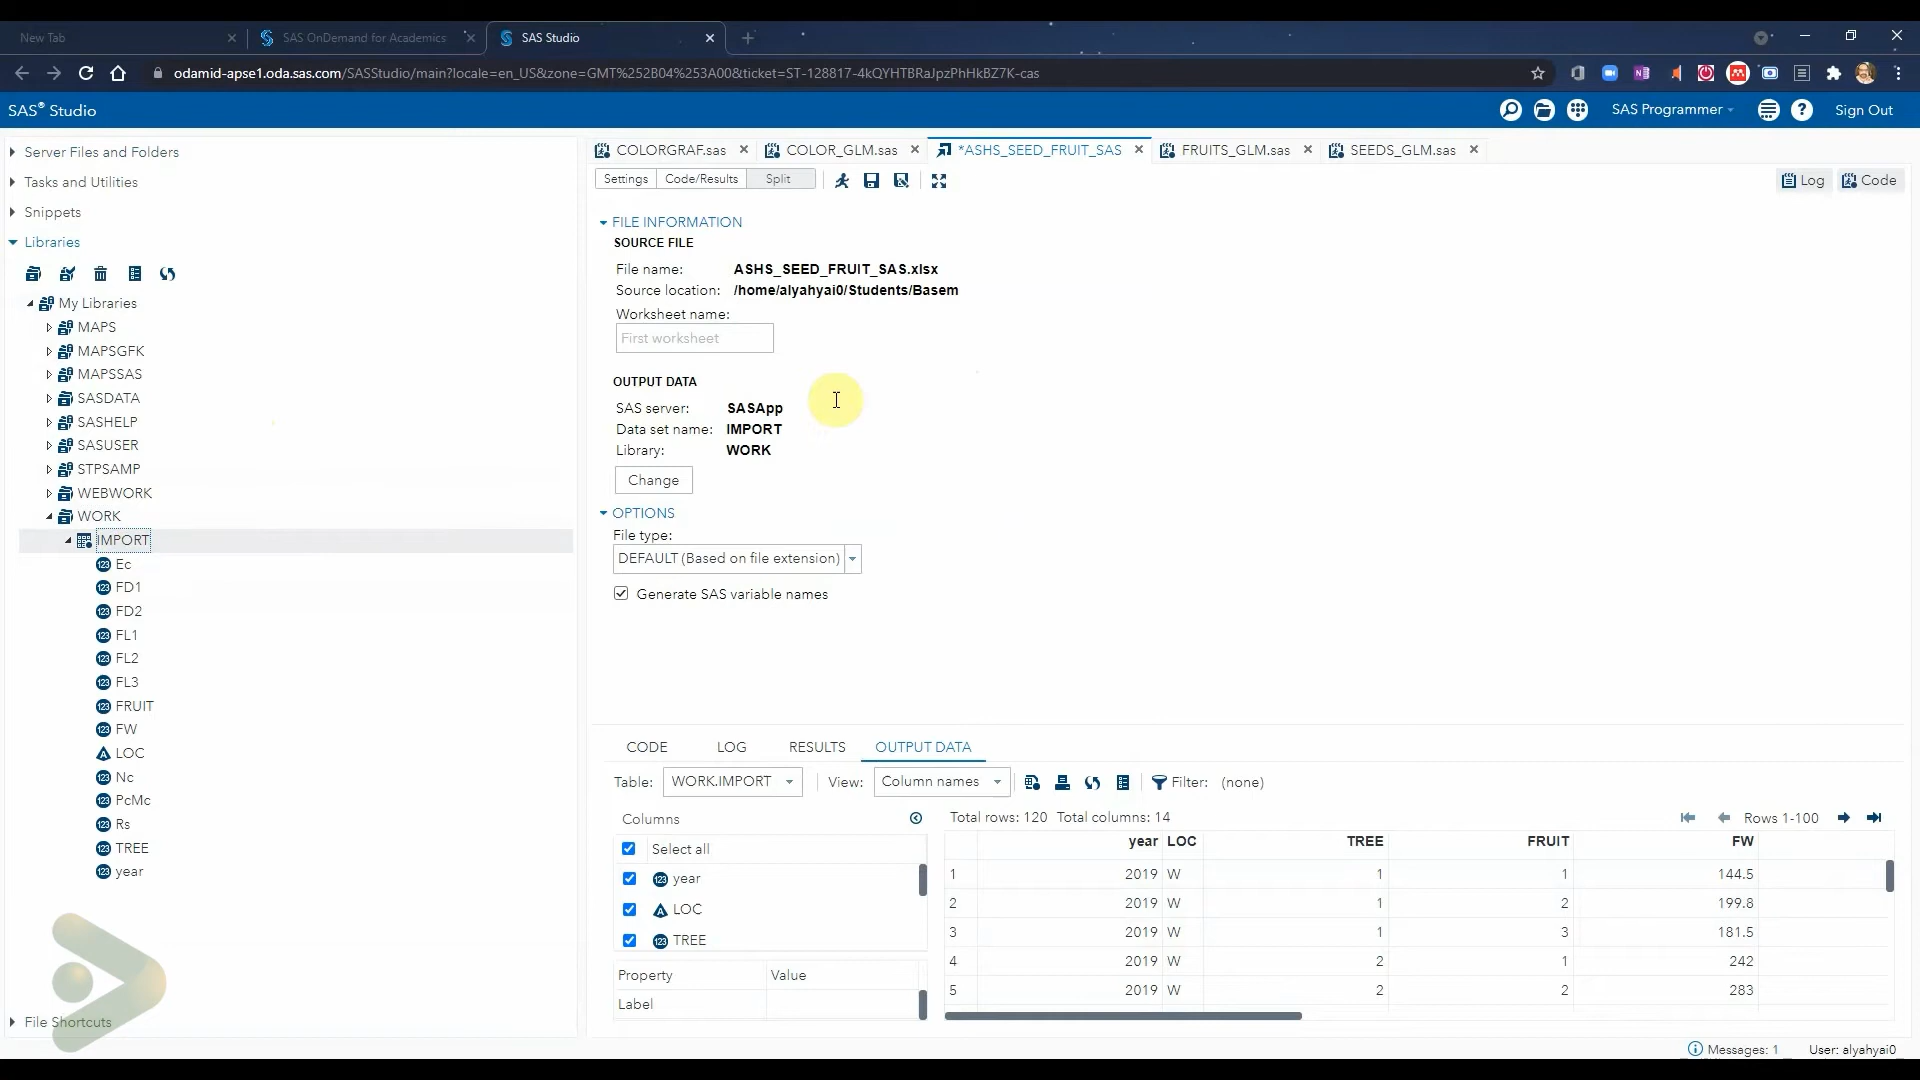 New Tab
SAS OnDemand for Academics
SAS Studio
odamid-apse1.oda.sas.com/SASStudio/main?locale=en_US&zone=GMT%252B04%253A00&ticket=ST-128817-4kQYHTBRaJpzPhHkBZ7K-cas
SAS® Studio
SAS Programmer
Sign Out
Server Files and Folders
Tasks and Utilities
Snippets
Libraries
My Libraries
MAPS
MAPSGFK
MAPSSAS
SASDATA
SASHELP
SASUSER
STPSAMP
WEBWORK
WORK
IMPORT
Ec
FD1
FD2
FL1
FL2
FL3
FRUIT
FW
LOC
Nc
PcMc
Rs
TREE
year
File Shortcuts
COLORGRAF.sas
COLOR_GLM.sas
*ASHS_SEED_FRUIT_SAS
FRUITS_GLM.sas
SEEDS_GLM.sas
Settings Code/Results Split
Log Code
FILE INFORMATION
SOURCE FILE
File name: ASHS_SEED_FRUIT_SAS.xlsx
Source location: /home/alyahyai0/Students/Basem
Worksheet name:
First worksheet
OUTPUT DATA
SAS server: SASApp
Data set name: IMPORT
Library: WORK
Change
OPTIONS
File type:
DEFAULT (Based on file extension)
Generate SAS variable names
CODE LOG RESULTS OUTPUT DATA
Table: WORK.IMPORT View: Column names Filter: (none)
Columns
Select all
year
LOC
TREE
Property Value
Label
Total rows: 120 Total columns: 14 Rows 1-100
year LOC TREE FRUIT FW
1 2019 W 1 1 144.5
2 2019 W 1 2 199.8
3 2019 W 1 3 181.5
4 2019 W 2 1 242
5 2019 W 2 2 283
Messages: 1 User: alyahyai0